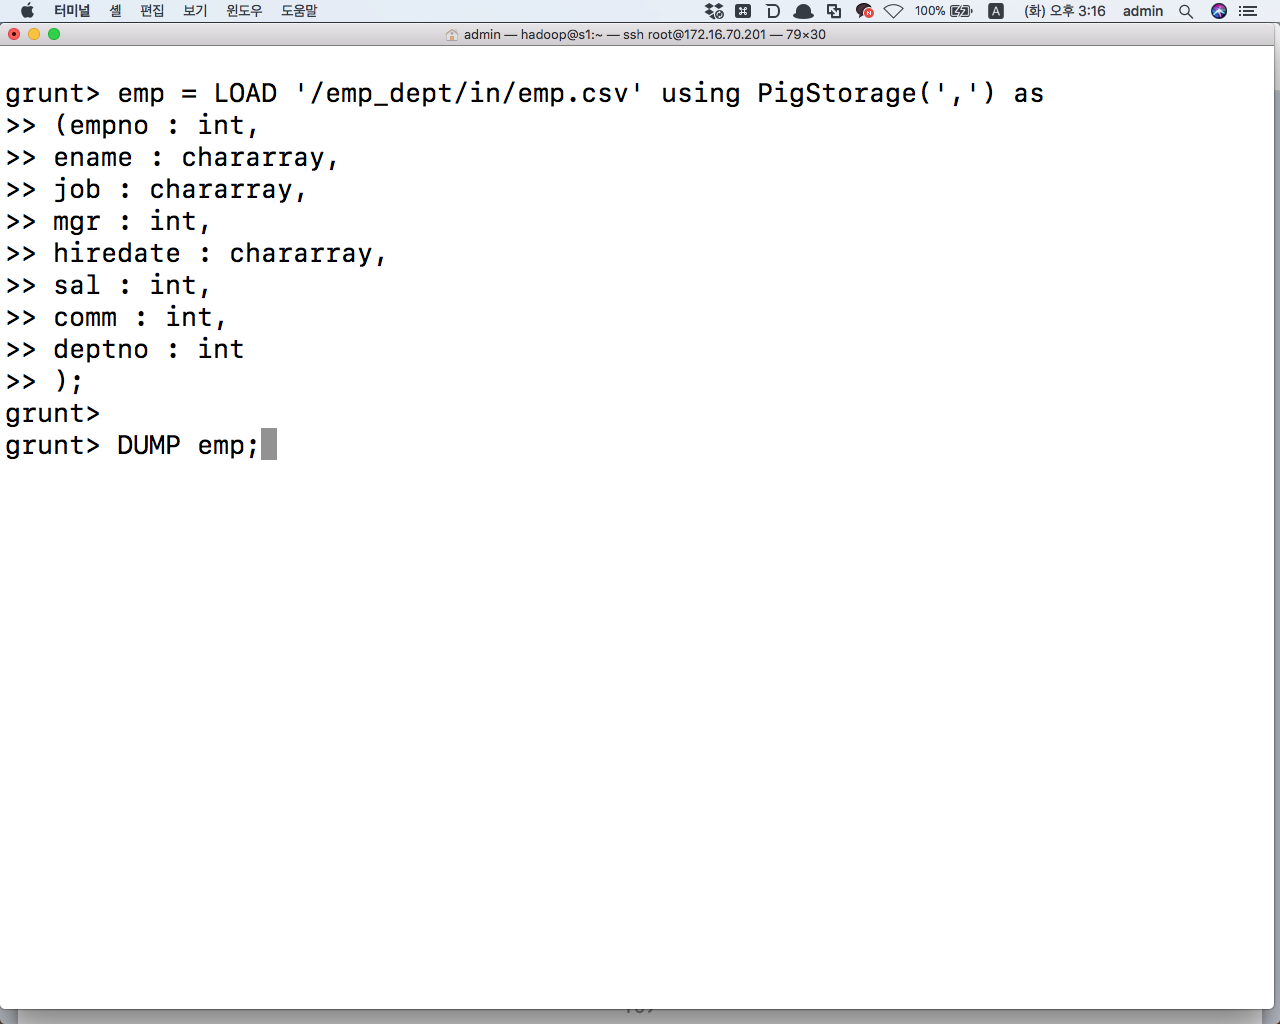 터미널 셸 편집 보기 윈도우 도움말 100% A (화) 오후 3:16 admin
admin — hadoop@s1:~ — ssh root@172.16.70.201 — 79×30
grunt> emp = LOAD '/emp_dept/in/emp.csv' using PigStorage(',') as
>> (empno : int,
>> ename : chararray,
>> job : chararray,
>> mgr : int,
>> hiredate : chararray,
>> sal : int,
>> comm : int,
>> deptno : int
>> );
grunt>
grunt> DUMP emp;